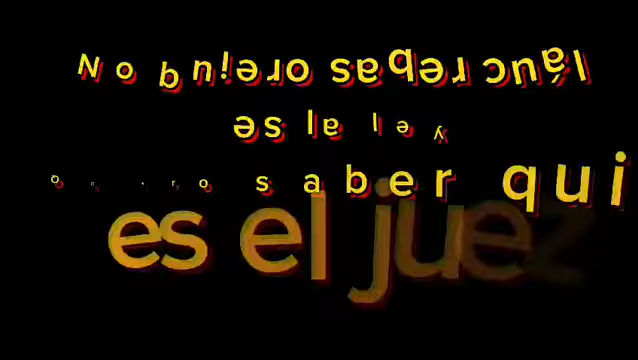 No quiero saber cuál
es la ley
saber qui
es el juez